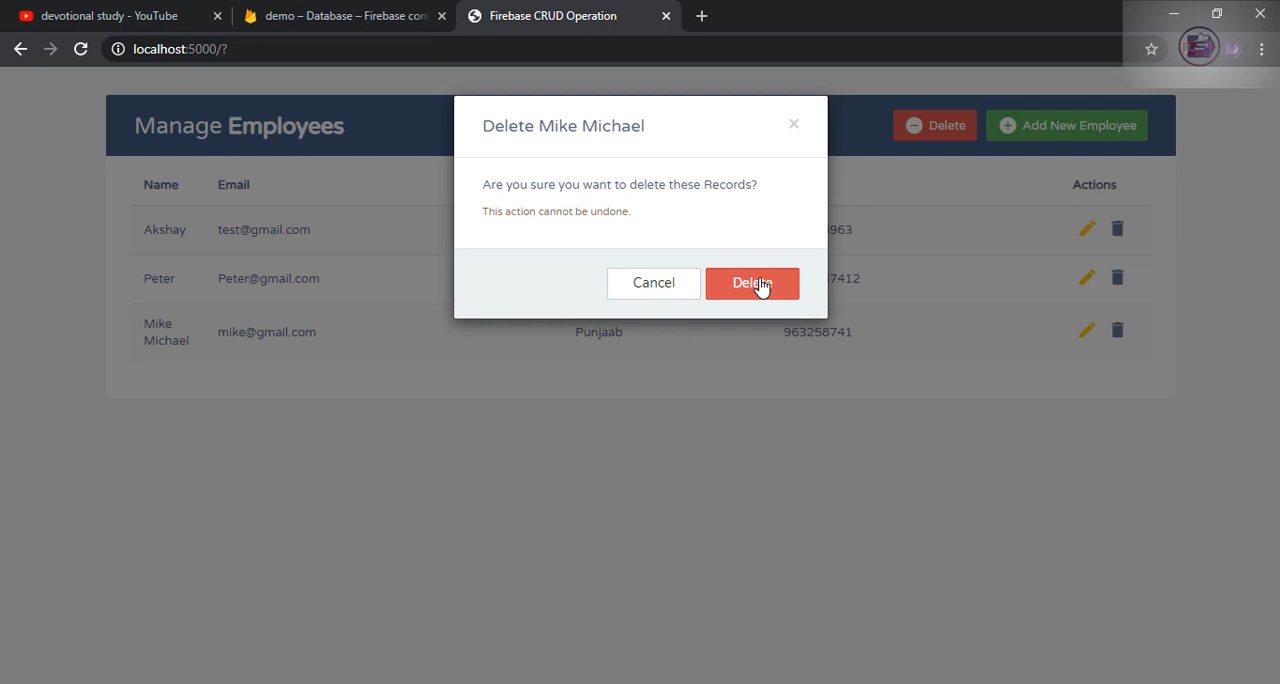 devotional study - YouTube
demo – Database – Firebase con
Firebase CRUD Operation
localhost:5000/?
Manage Employees
Delete Mike Michael
Delete
Add New Employee
Name
Email
Are you sure you want to delete these Records?
Actions
This action cannot be undone.
Akshay
test@gmail.com
963
Peter
Peter@gmail.com
7412
Cancel
Delete
Mike
Michael
mike@gmail.com
Punjaab
963258741